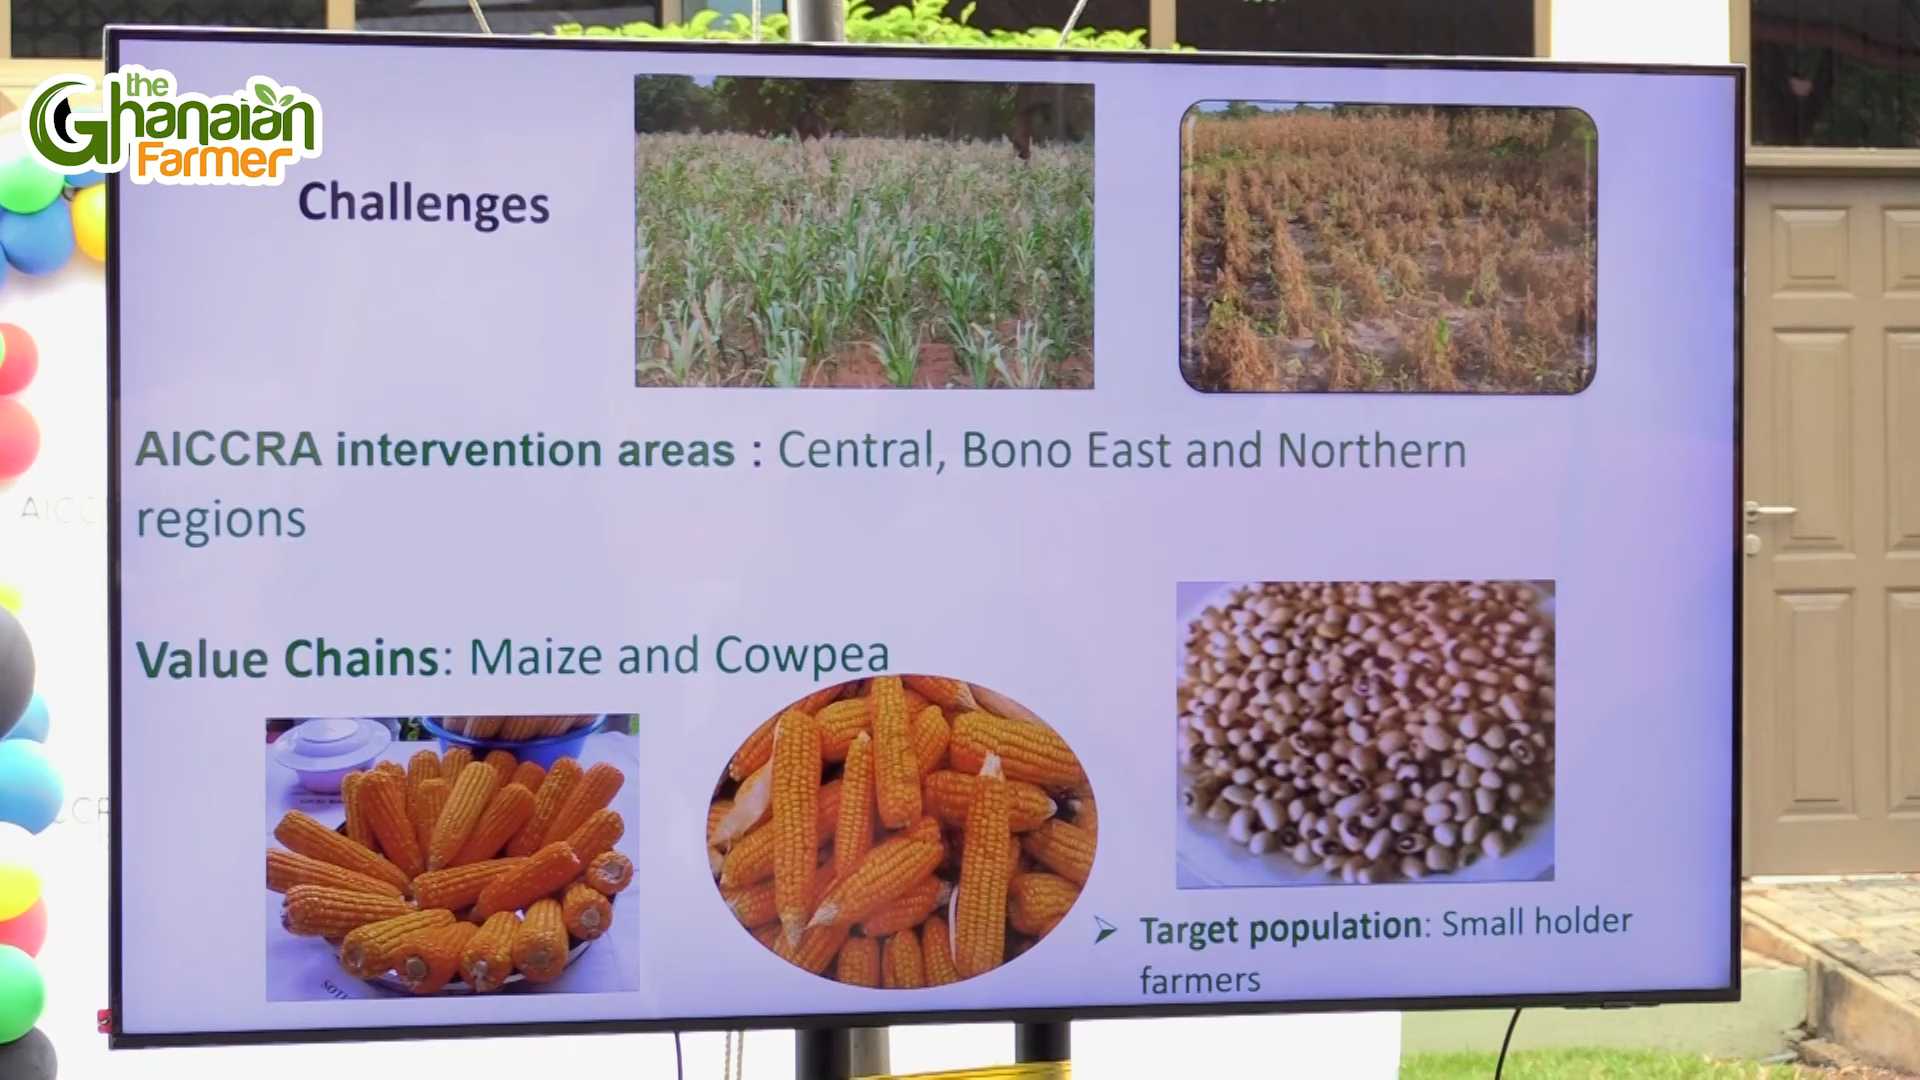 the
Ghanaian
Farmer
Challenges
AICCRA intervention areas : Central, Bono East and Northern
regions
Value Chains: Maize and Cowpea
Target population: Small holder
farmers